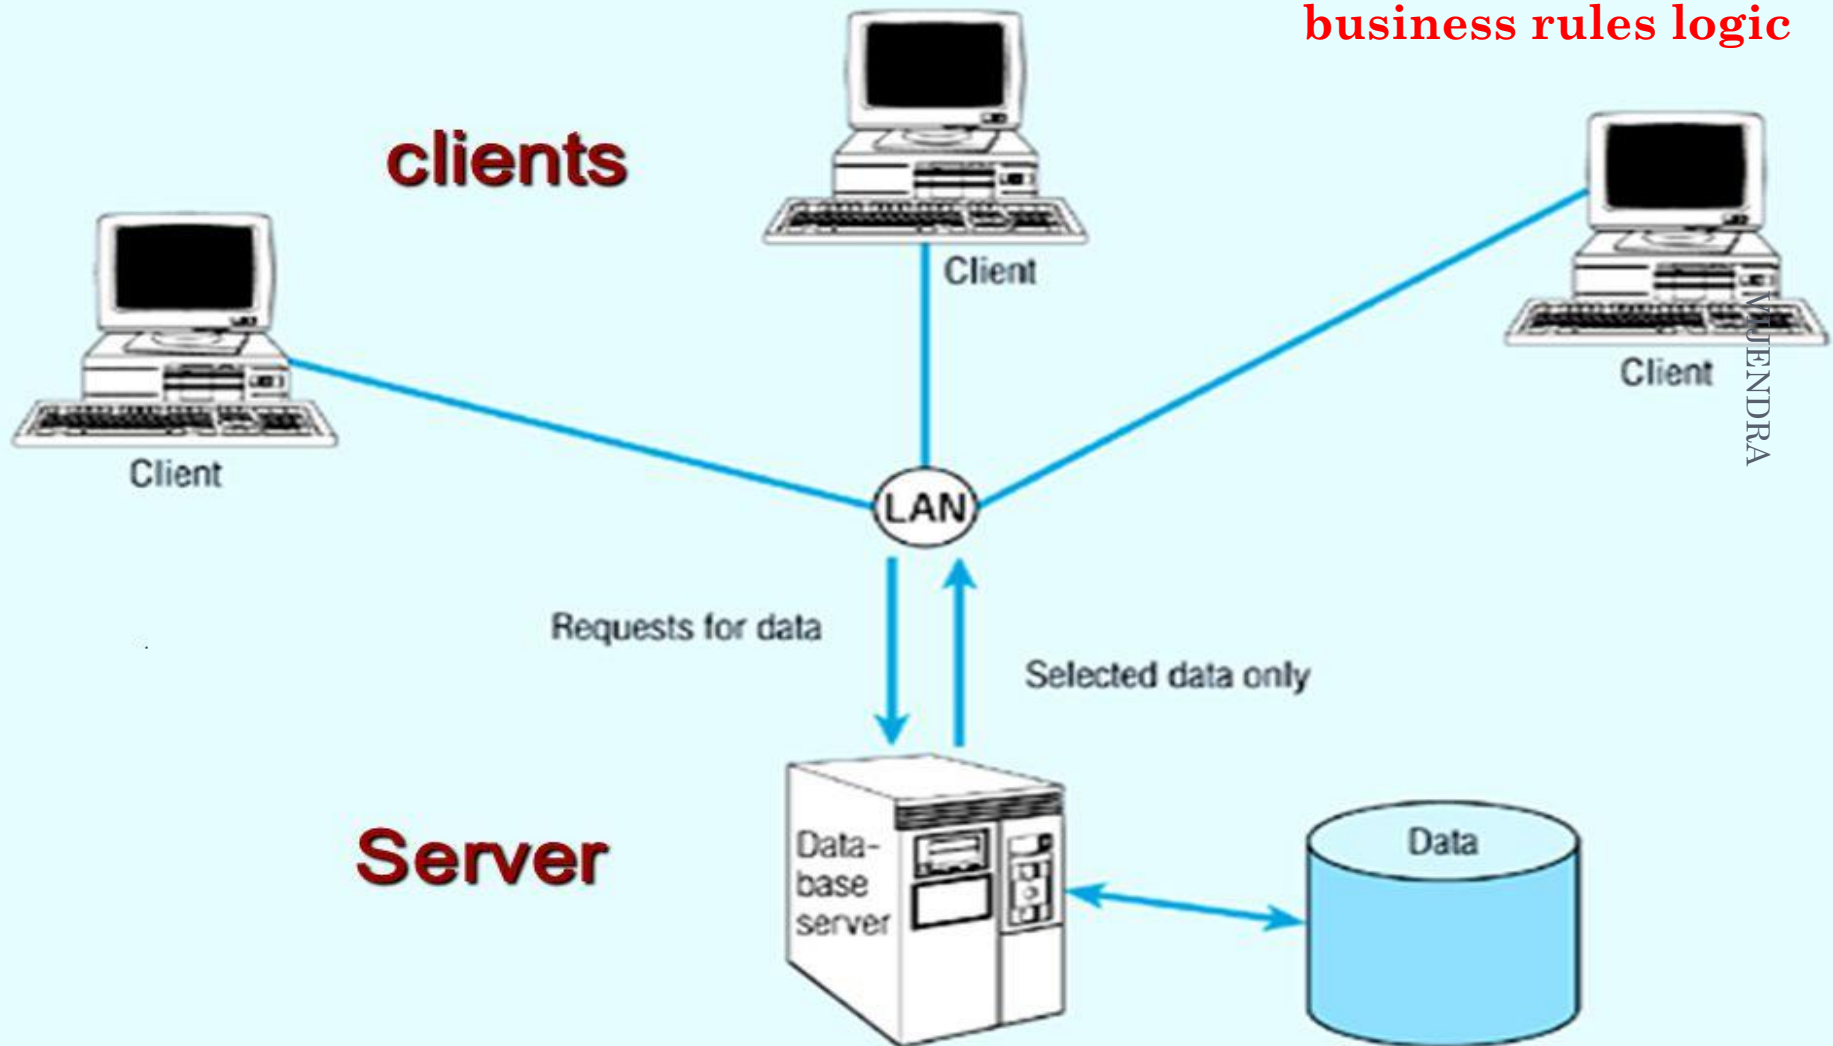 business rules logic
clients
Client
Client
Client
VIJENDRA
LAN
Requests for data
Selected data only
Server
Data-
base
server
Data